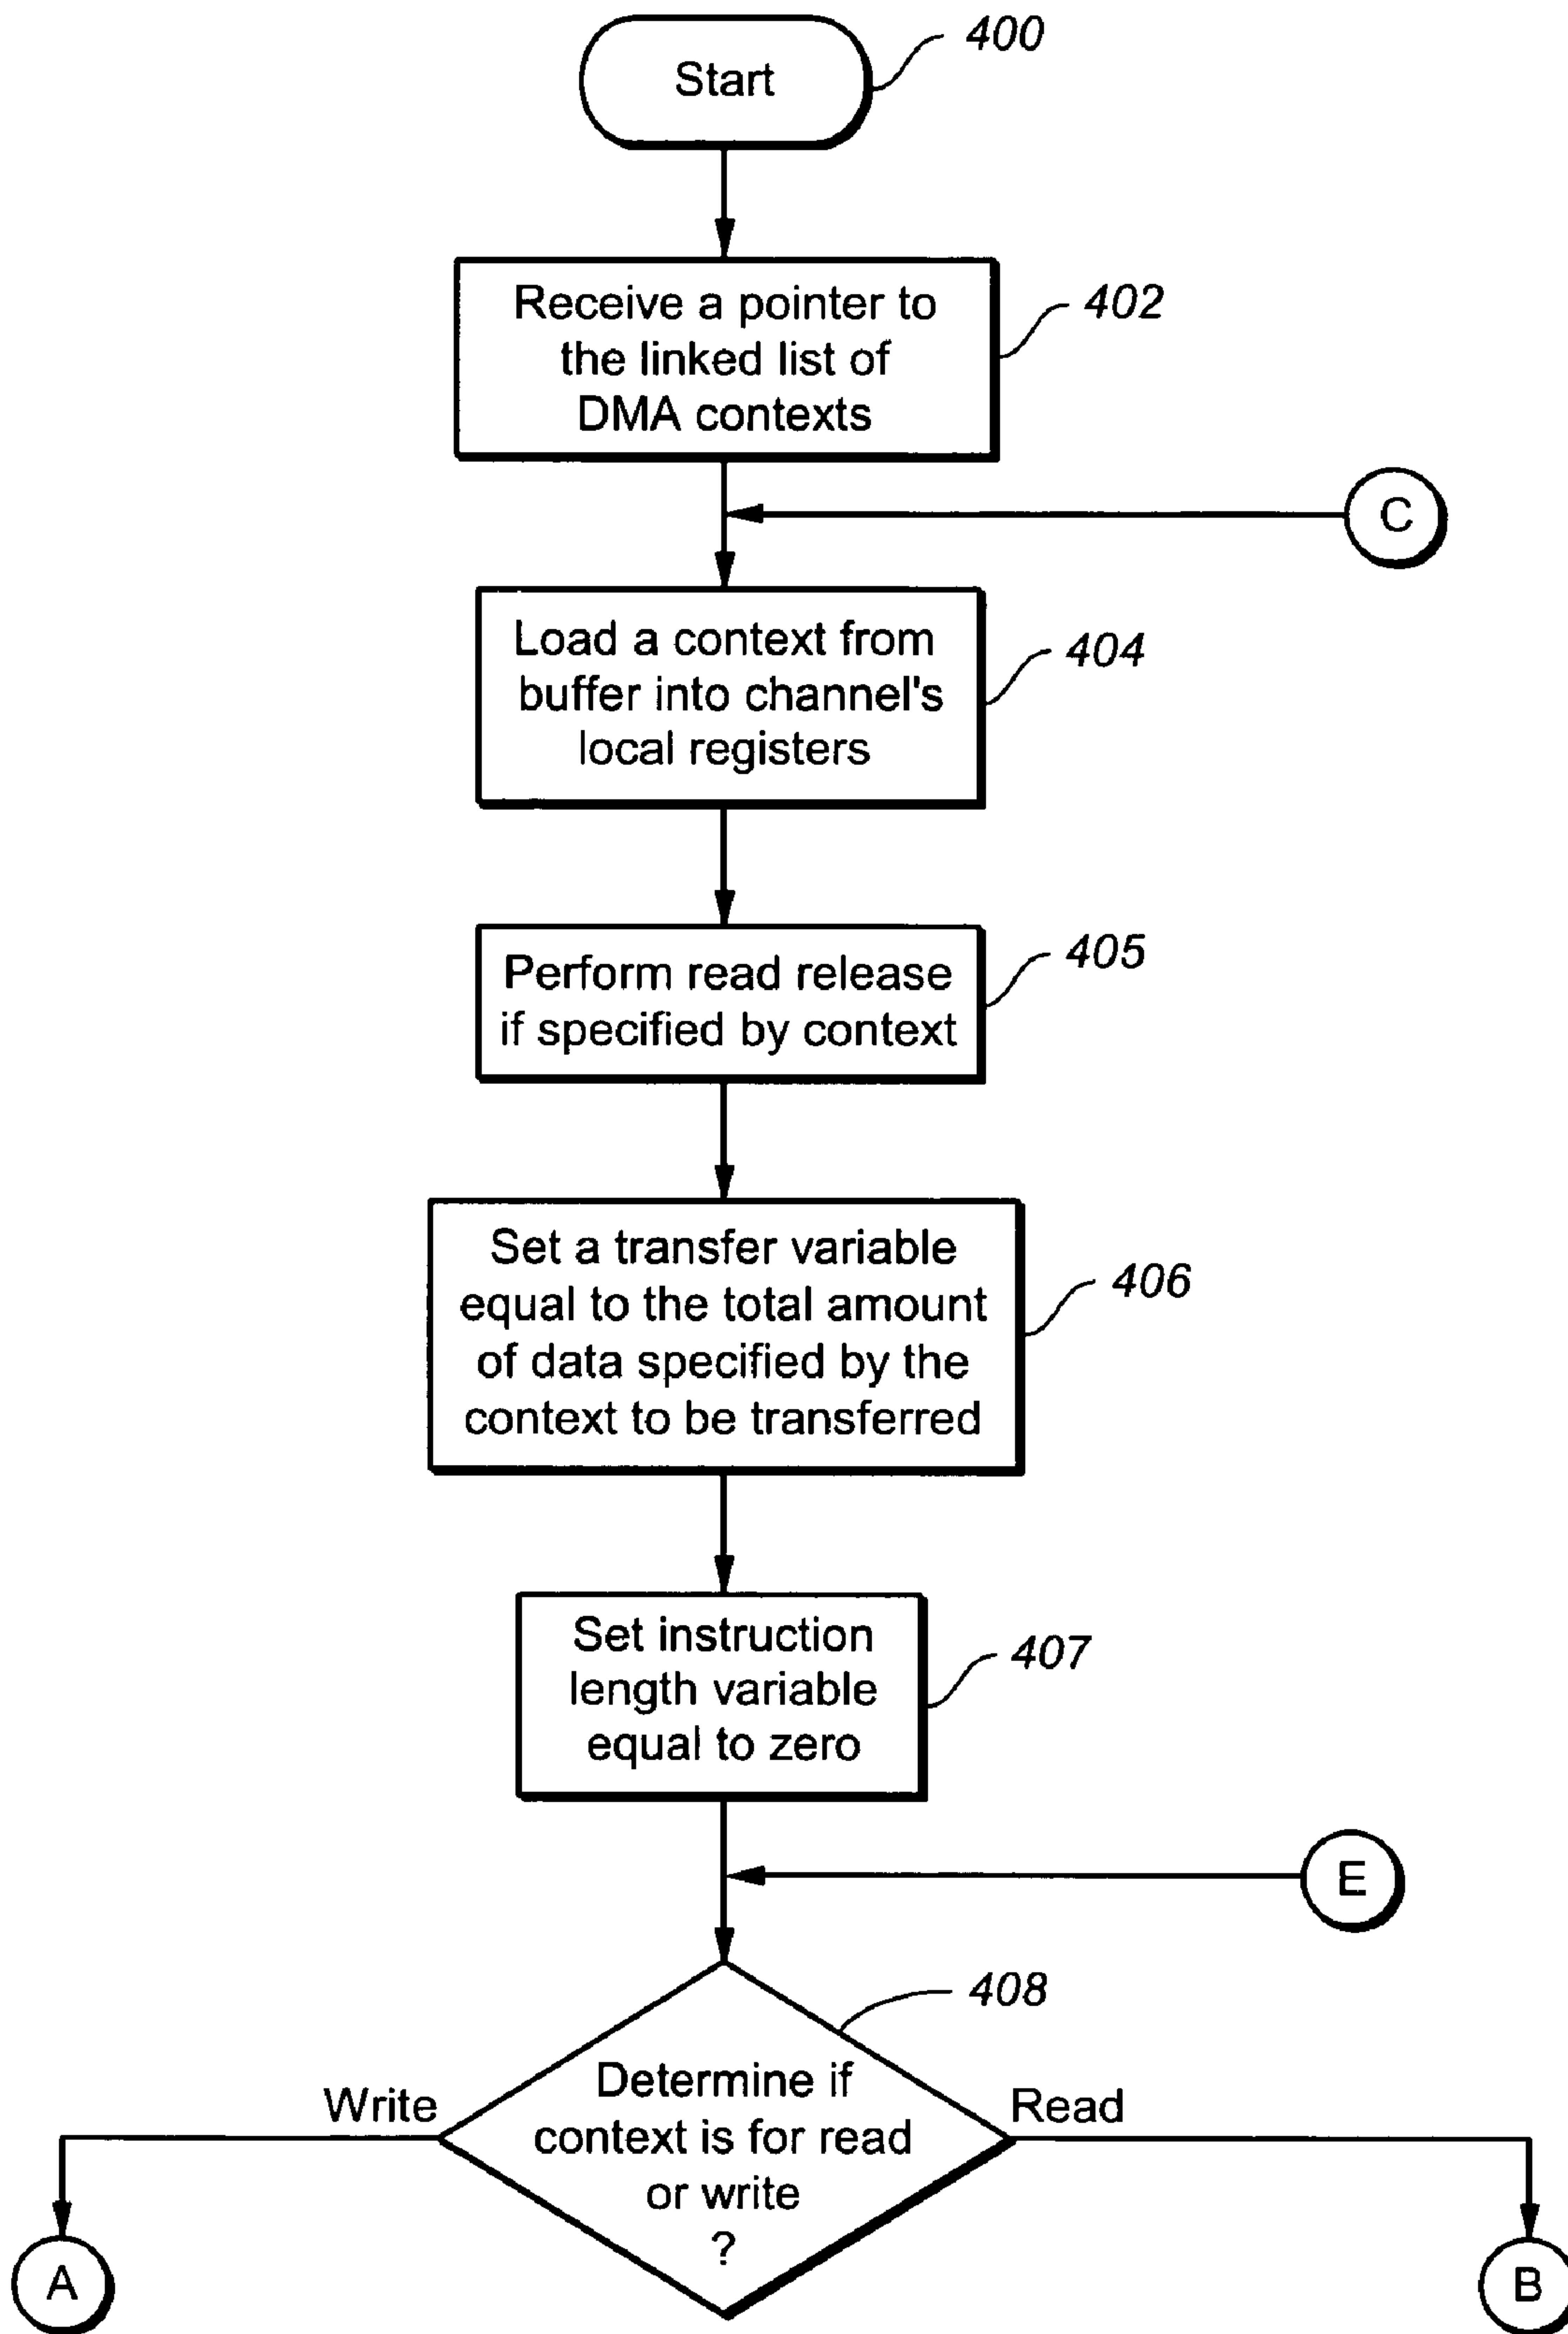 Start
400
Receive a pointer to
the linked list of
DMA contexts
402
C
Load a context from
buffer into channel's
local registers
404
Perform read release
if specified by context
405
Set a transfer variable
equal to the total amount
of data specified by the
context to be transferred
406
Set instruction
length variable
equal to zero
407
E
408
Write
Determine if
context is for read
or write
?
Read
A
B